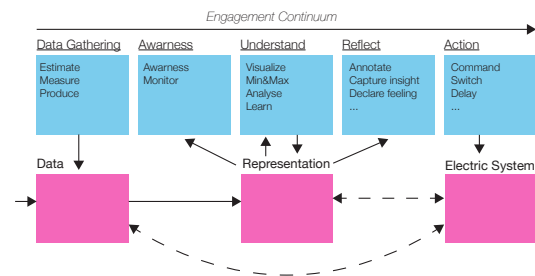 Engagement Continuum
Data Gathering
Awarness
Understand
Reflect
Action
Estimate
Measure
Produce
Awarness
Monitor
Visualize
Min&Max
Analyse
Learn
Annotate
Capture insight
Declare feeling
...
Command
Switch
Delay
...
Data
Representation
Electric System